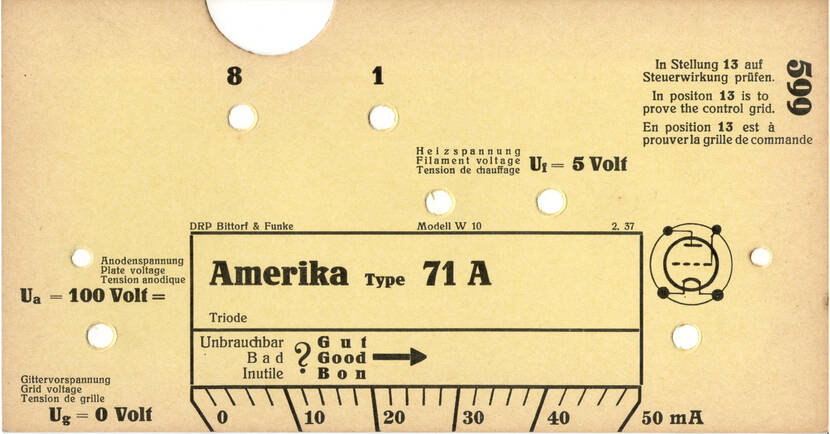 8 1
In Stellung 13 auf
Steuerwirkung prüfen.
In positon 13 is to
prove the control grid.
En position 13 est à
prouver la grille de commande
599
Heizspannung
Filament voltage
Tension de chauffage
Uf = 5 Volt
DRP Bittorf & Funke Modell W 10 2. 37
Anodenspannung
Plate voltage
Tension anodique
Ua = 100 Volt =
Amerika Type 71 A
Triode
Unbrauchbar ? Gut
Bad Good
Inutile Bon
Gittervorspannung
Grid voltage
Tension de grille
Ug = 0 Volt
0 10 20 30 40 50 mA